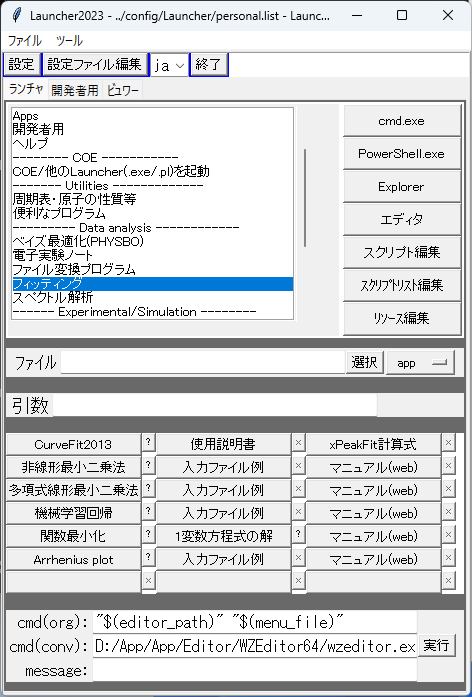 Launcher2023 - ../config/Launcher/personal.list - Launc...
ファイル ツール
設定 設定ファイル編集 ja 終了
ランチャ 開発者用 ビュワー
Apps
開発者用
ヘルプ
-------- COE ------------
COE/他のLauncher(.exe/.pl)を起動
------- Utilities -------------
周期表・原子の性質等
便利なプログラム
---------- Data analysis ------------
ベイズ最適化(PHYSBO)
電子実験ノート
ファイル変換プログラム
フィッティング
スペクトル解析
------ Experimental/Simulation --------
cmd.exe
PowerShell.exe
Explorer
エディタ
スクリプト編集
スクリプトリスト編集
リソース編集
ファイル 選択 app
引数
CurveFit2013 ? 使用説明書 × xPeakFit計算式 ×
非線形最小二乗法 ? 入力ファイル例 × マニュアル(web) ×
多項式線形最小二乗法 ? 入力ファイル例 × マニュアル(web) ×
機械学習回帰 ? 入力ファイル例 × マニュアル(web) ×
関数最小化 ? 1変数方程式の解 ? マニュアル(web) ×
Arrhenius plot ? 入力ファイル例 × マニュアル(web) ×
× × ×
cmd(org): "$(editor_path)" "$(menu_file)"
cmd(conv): D:/App/App/Editor/WZEditor64/wzeditor.ex 実行
message: